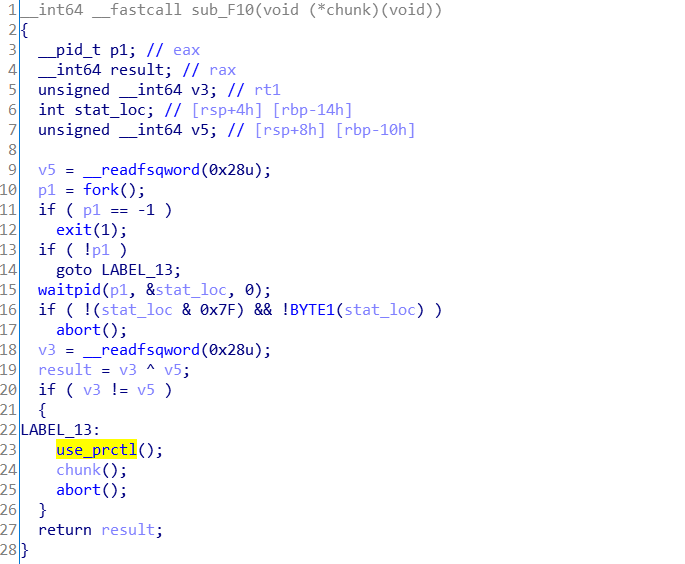 1 __int64 __fastcall sub_F10(void (*chunk)(void))
2 {
3   __pid_t p1; // eax
4   __int64 result; // rax
5   unsigned __int64 v3; // rt1
6   int stat_loc; // [rsp+4h] [rbp-14h]
7   unsigned __int64 v5; // [rsp+8h] [rbp-10h]
8
9   v5 = __readfsqword(0x28u);
10   p1 = fork();
11   if ( p1 == -1 )
12     exit(1);
13   if ( !p1 )
14     goto LABEL_13;
15   waitpid(p1, &stat_loc, 0);
16   if ( !(stat_loc & 0x7F) && !BYTE1(stat_loc) )
17     abort();
18   v3 = __readfsqword(0x28u);
19   result = v3 ^ v5;
20   if ( v3 != v5 )
21   {
22 LABEL_13:
23     use_prctl();
24     chunk();
25     abort();
26   }
27   return result;
28 }